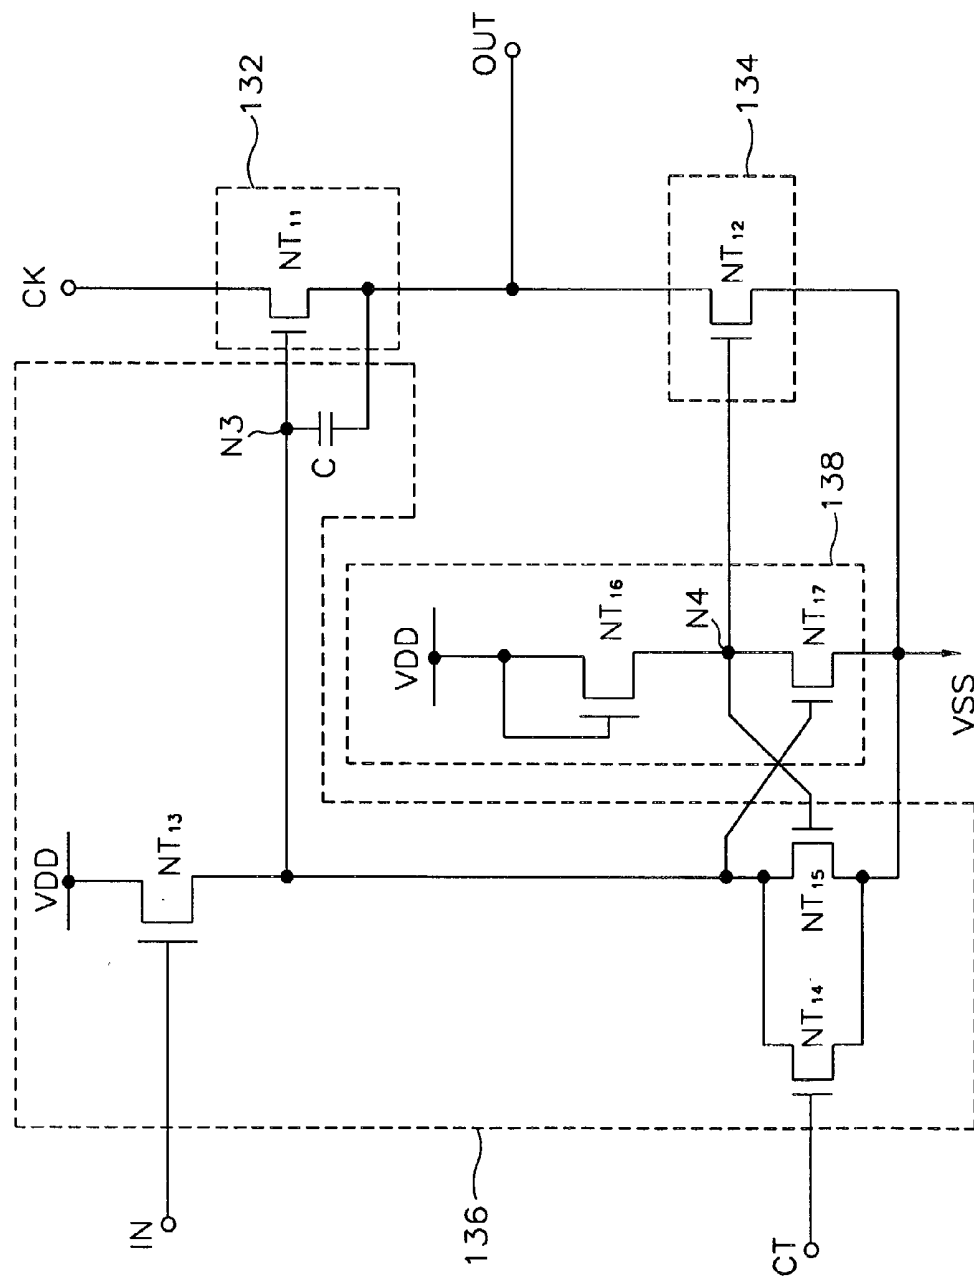 CK
132
NT11
OUT
N3
C
134
NT12
138
VDD
NT16
N4
NT17
VSS
VDD
NT13
NT15
NT14
136
IN
CT